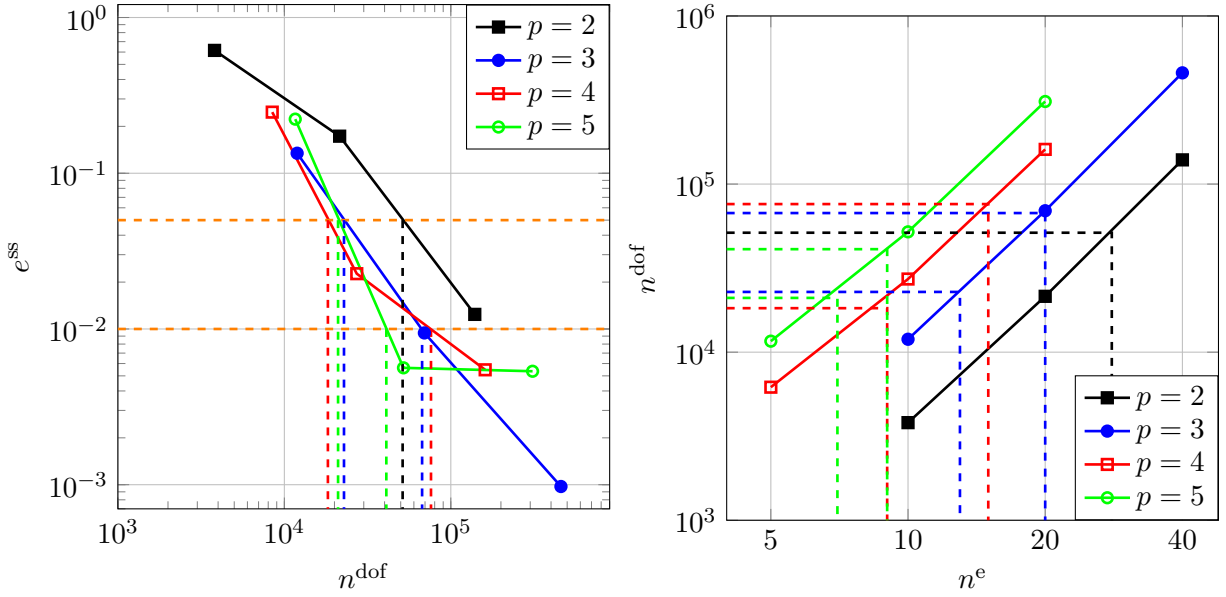 10^0
10^{-1}
10^{-2}
10^{-3}
e^{ss}
10^3
10^4
10^5
n^{dof}
p = 2
p = 3
p = 4
p = 5
10^6
10^5
10^4
10^3
n^{dof}
5
10
20
40
n^e
p = 2
p = 3
p = 4
p = 5